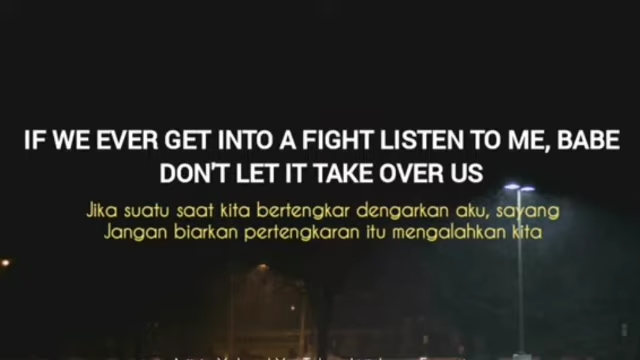 IF WE EVER GET INTO A FIGHT LISTEN TO ME, BABE
DON'T LET IT TAKE OVER US
Jika suatu saat kita bertengkar dengarkan aku, sayang
Jangan biarkan pertengkaran itu mengalahkan kita